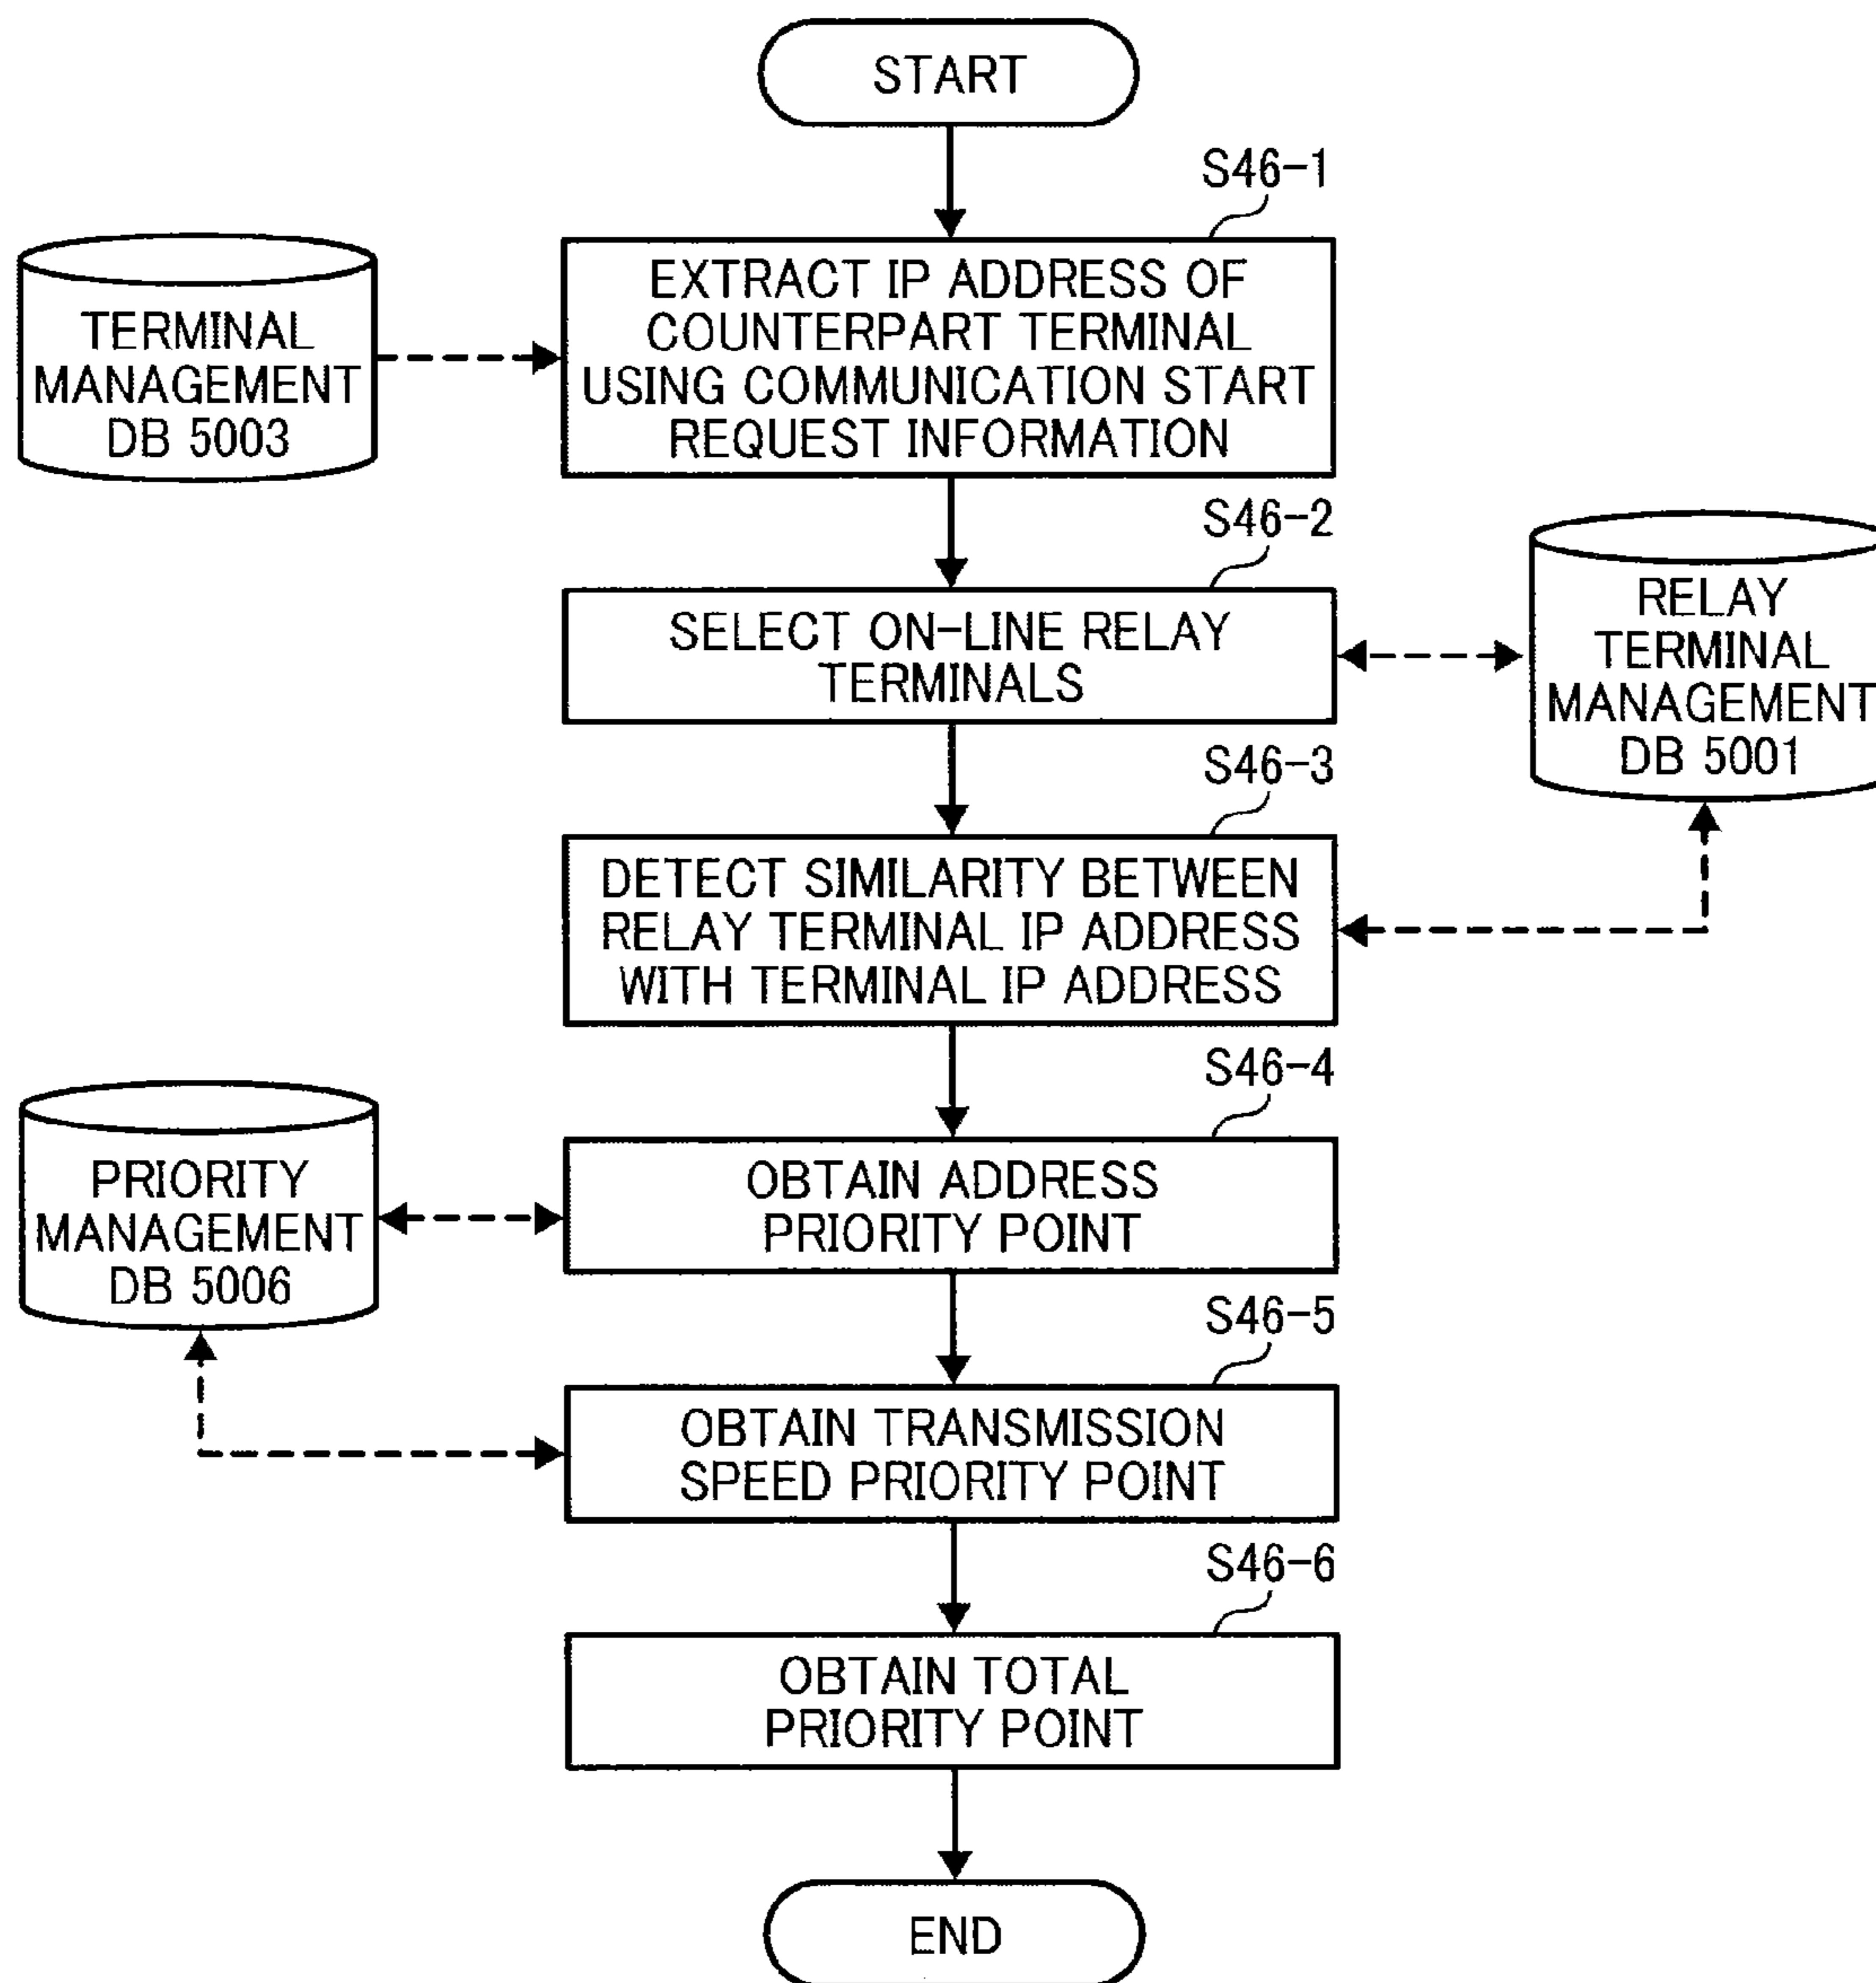 START
S46-1
TERMINAL
MANAGEMENT
DB 5003
EXTRACT IP ADDRESS OF
COUNTERPART TERMINAL
USING COMMUNICATION START
REQUEST INFORMATION
S46-2
SELECT ON-LINE RELAY
TERMINALS
RELAY
TERMINAL
MANAGEMENT
DB 5001
S46-3
DETECT SIMILARITY BETWEEN
RELAY TERMINAL IP ADDRESS
WITH TERMINAL IP ADDRESS
S46-4
PRIORITY
MANAGEMENT
DB 5006
OBTAIN ADDRESS
PRIORITY POINT
S46-5
OBTAIN TRANSMISSION
SPEED PRIORITY POINT
S46-6
OBTAIN TOTAL
PRIORITY POINT
END